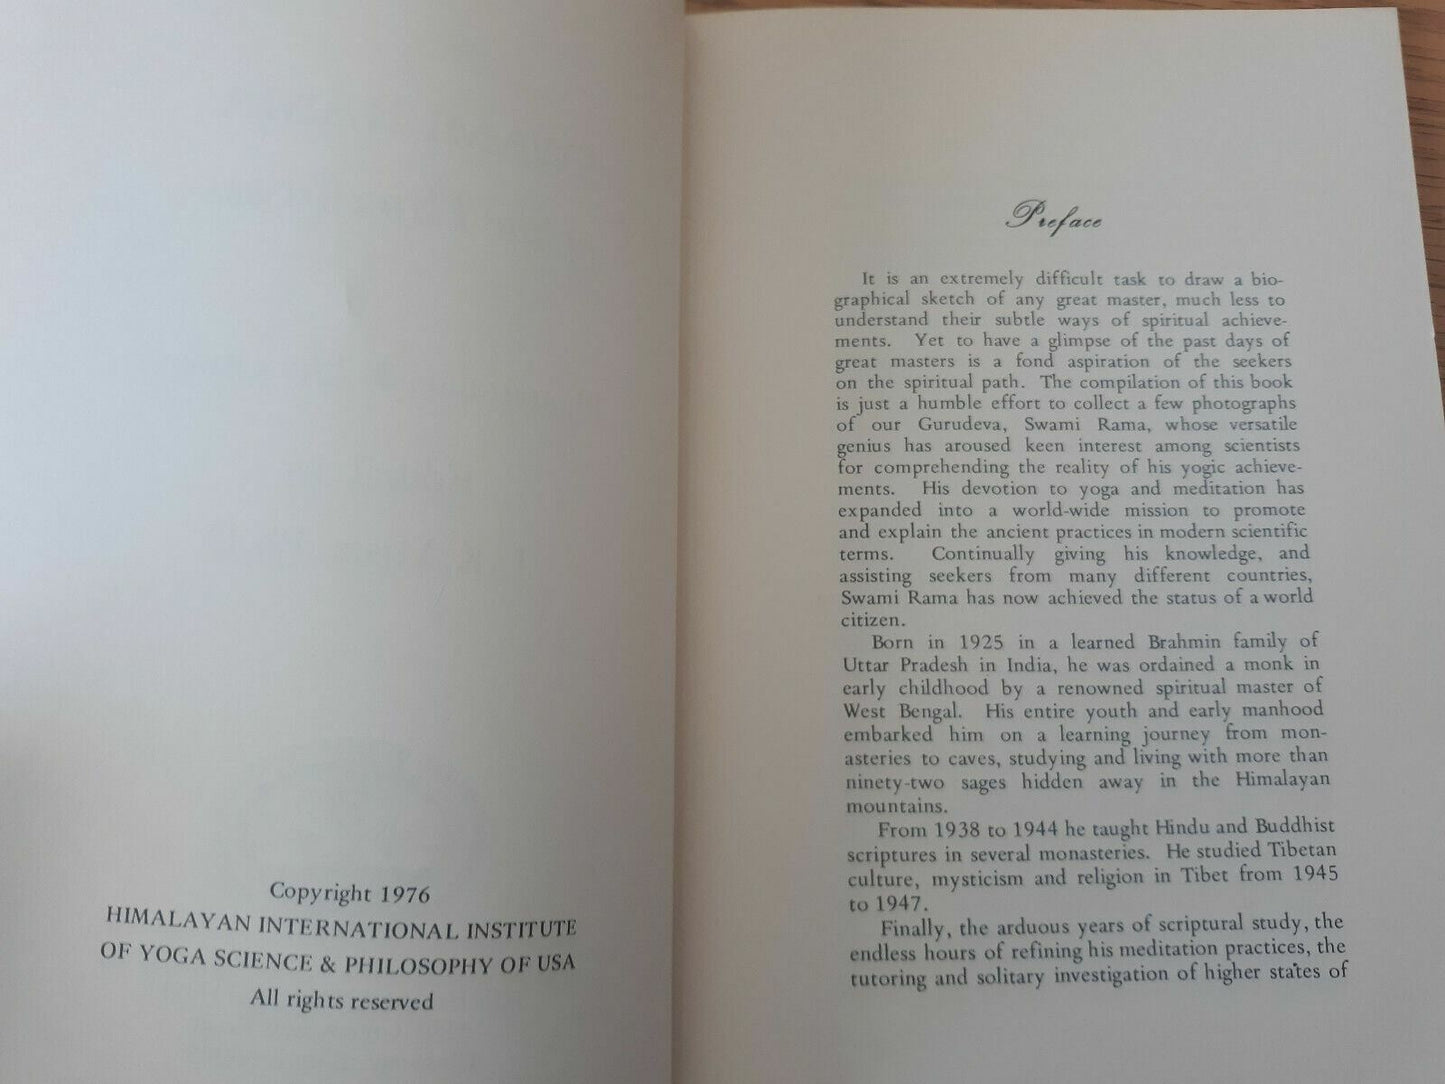 Copyright 1976
HIMALAYAN INTERNATIONAL INSTITUTE
OF YOGA SCIENCE & PHILOSOPHY OF USA
All rights reserved
Preface
It is an extremely difficult task to draw a bio-
graphical sketch of any great master, much less to
understand their subtle ways of spiritual achieve-
ments. Yet to have a glimpse of the past days of
great masters is a fond aspiration of the seekers
on the spiritual path. The compilation of this book
is just a humble effort to collect a few photographs
of our Gurudeva, Swami Rama, whose versatile
genius has aroused keen interest among scientists
for comprehending the reality of his yogic achieve-
ments. His devotion to yoga and meditation has
expanded into a world-wide mission to promote
and explain the ancient practices in modern scientific
terms. Continually giving his knowledge, and
assisting seekers from many different countries,
Swami Rama has now achieved the status of a world
citizen.
Born in 1925 in a learned Brahmin family of
Uttar Pradesh in India, he was ordained a monk in
early childhood by a renowned spiritual master of
West Bengal. His entire youth and early manhood
embarked him on a learning journey from mon-
asteries to caves, studying and living with more than
ninety-two sages hidden away in the Himalayan
mountains.
From 1938 to 1944 he taught Hindu and Buddhist
scriptures in several monasteries. He studied Tibetan
culture, mysticism and religion in Tibet from 1945
to 1947.
Finally, the arduous years of scriptural study, the
endless hours of refining his meditation practices, the
tutoring and solitary investigation of higher states of